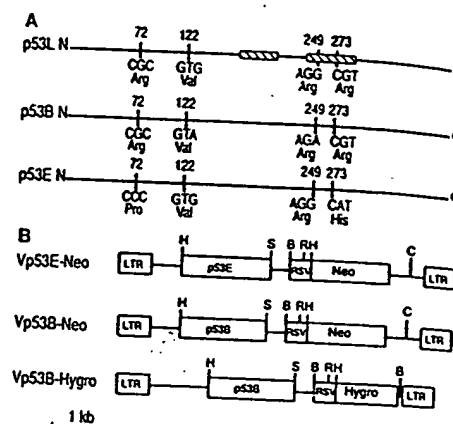 A
72 122 249 273
p53L N
CGC GTG AGG CGT
Arg Val Arg Arg
72 122 249 273
p53B N
CGC GTA AGA CGT
Arg Val Arg Arg
72 122 249 273
p53E N
CCC GTG AGG CAT
Pro Val Arg His
B
H S B RH C
Vp53E-Neo LTR p53E RSV Neo LTR
H S B RH C
Vp53B-Neo LTR p53B RSV Neo LTR
H S B RH B
Vp53B-Hygro LTR p53B RSV Hygro LTR
1 kb